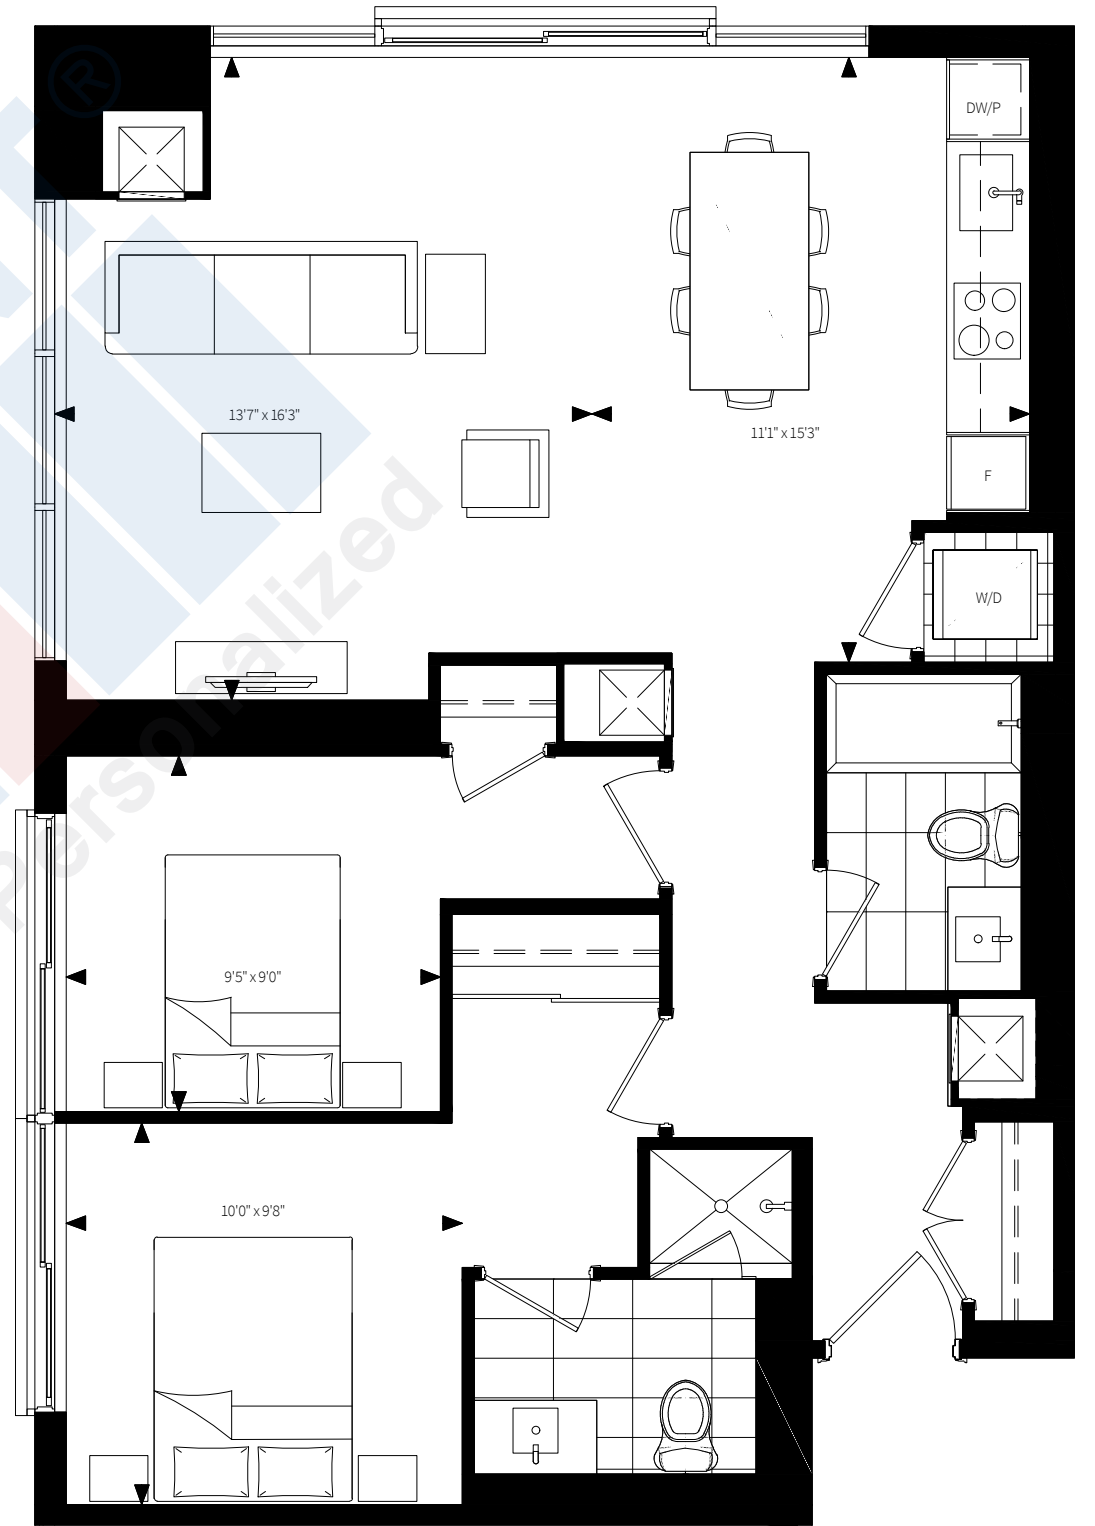 ®
DW/P
13'7" x 16'3"
11'1" x 15'3"
F
W/D
Personalized
9'5" x 9'0"
10'0" x 9'8"